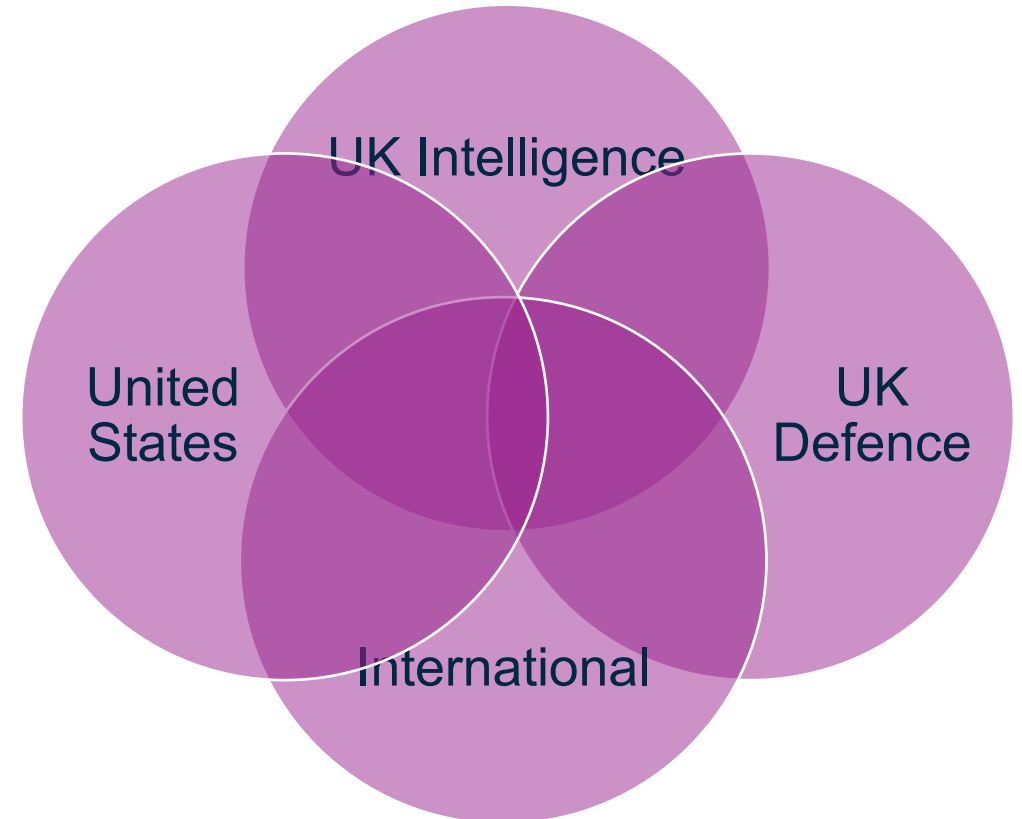 UK Intelligence
United
States
UK
Defence
International